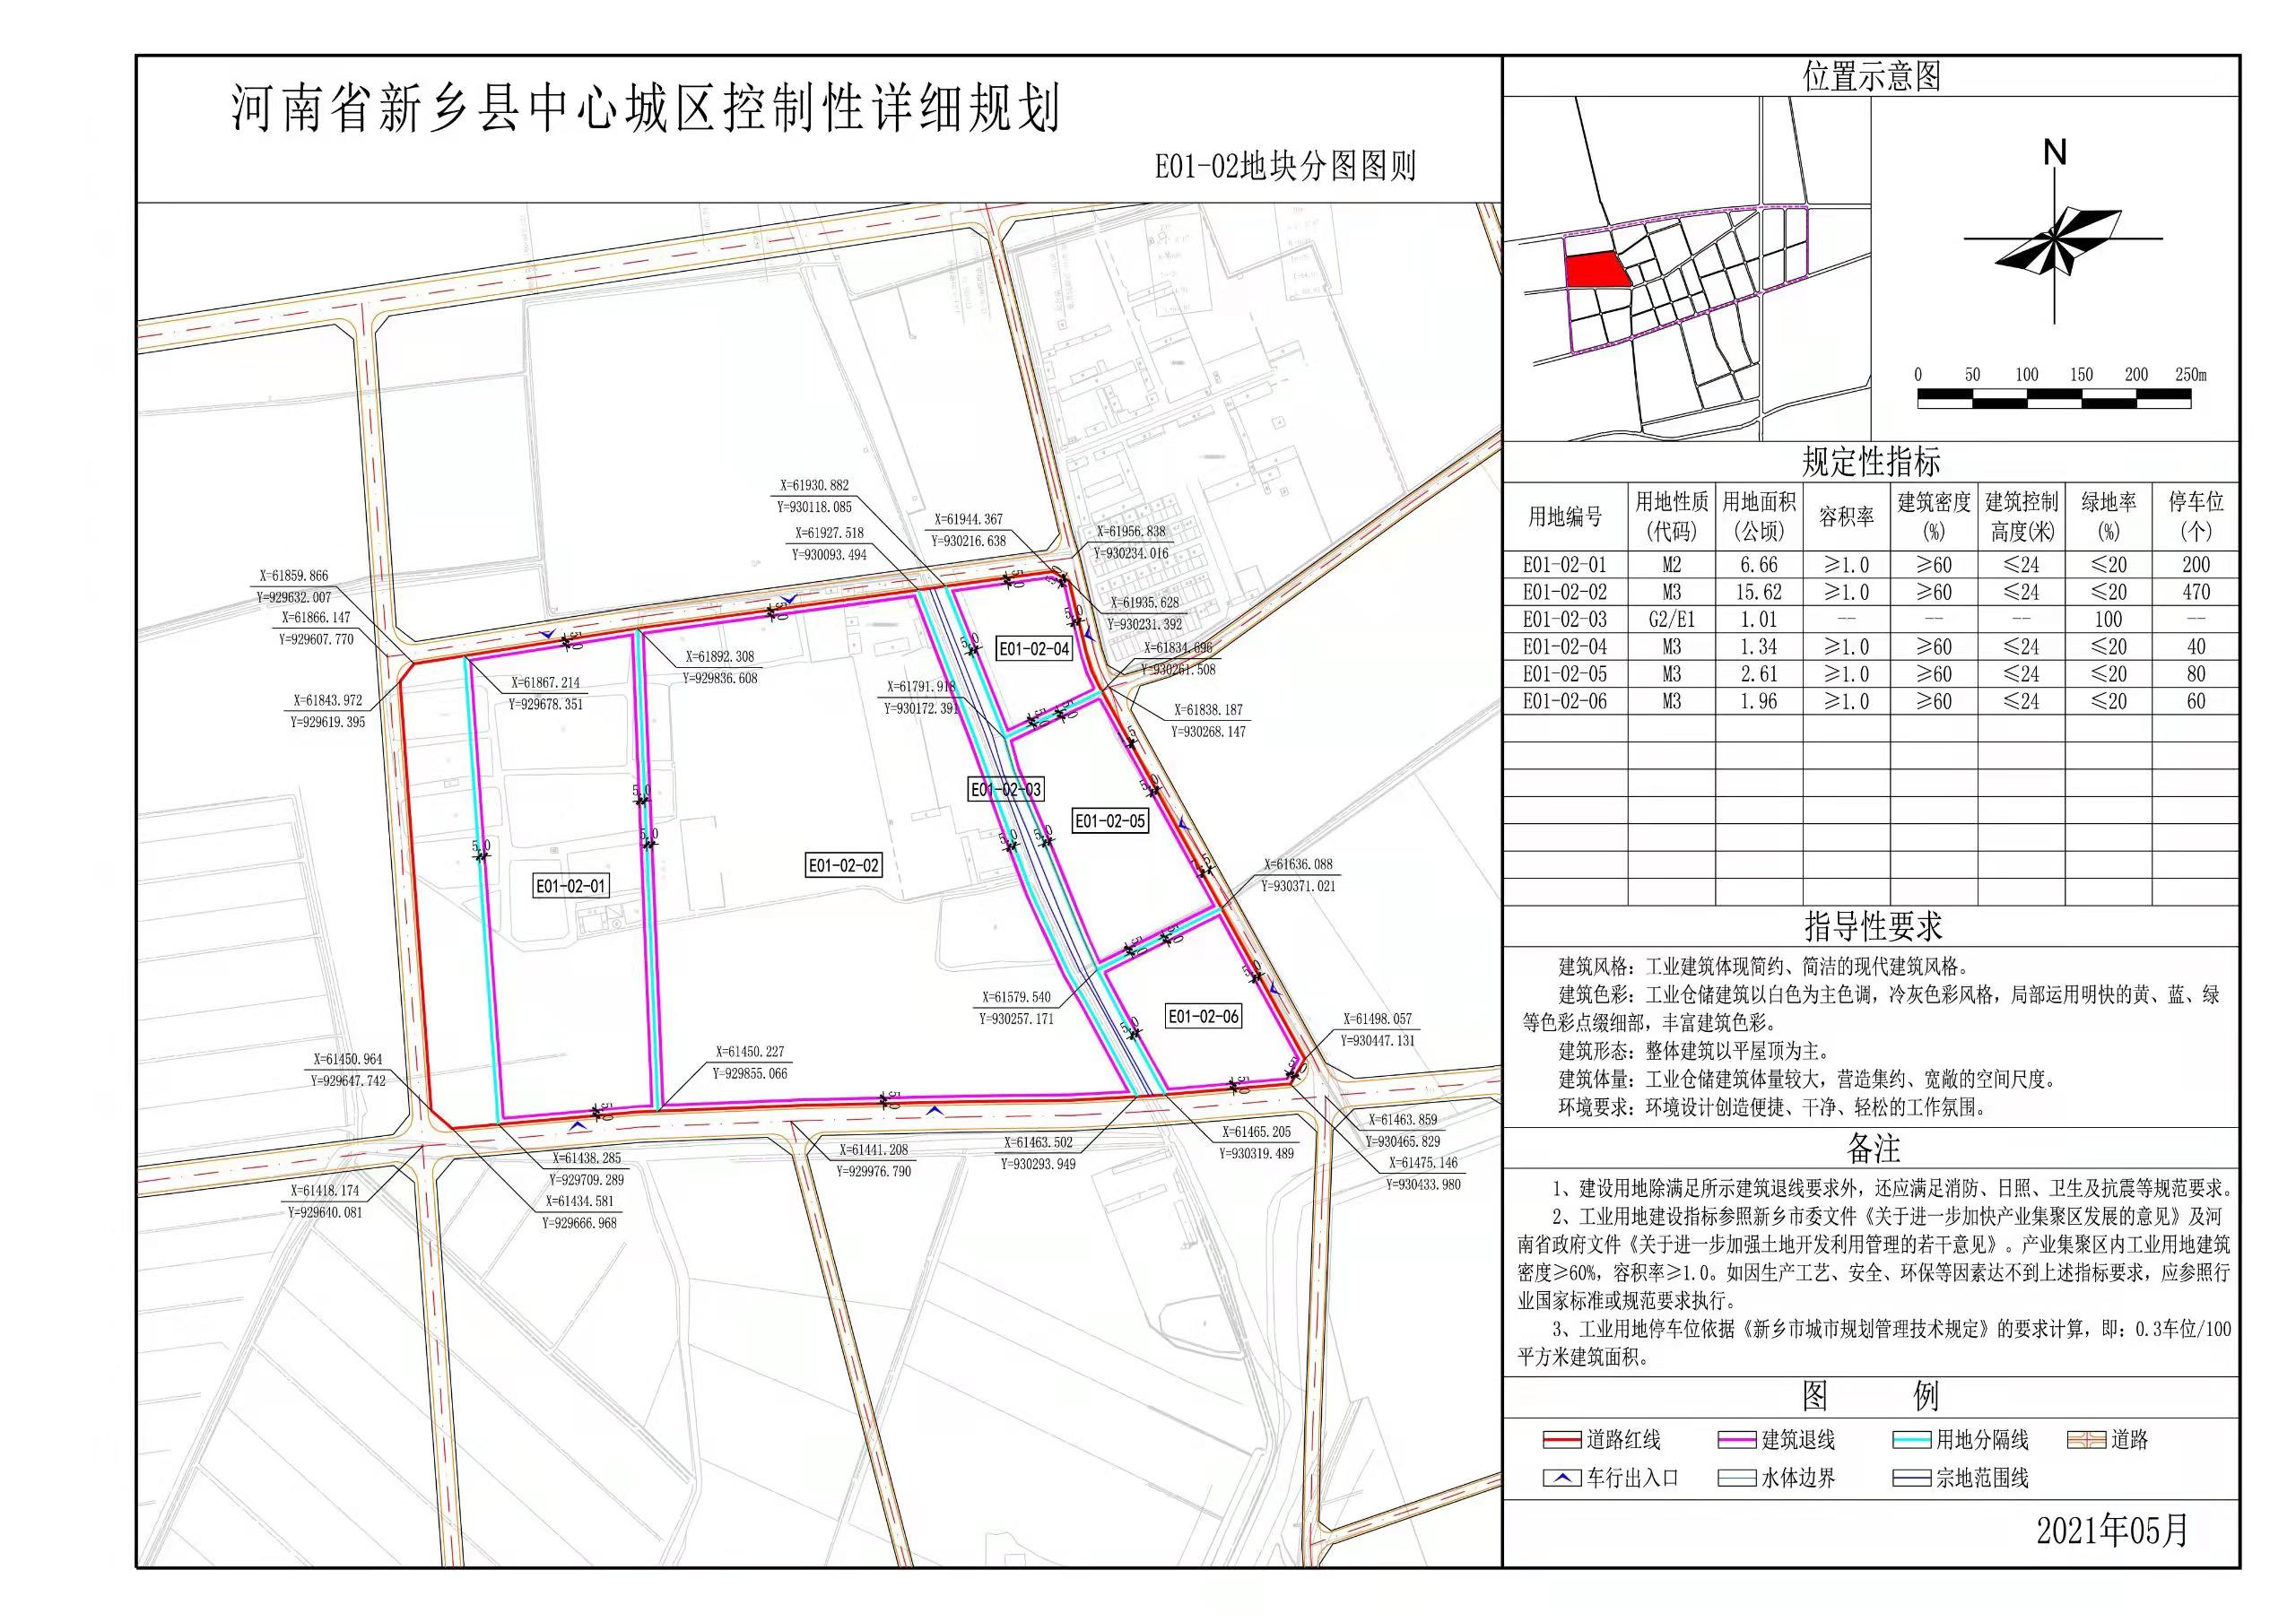 河南省新乡县中心城区控制性详细规划
E01-02地块分图图则
X=61930.882
Y=930118.085
X=61927.518
Y=930093.494
X=61944.367
Y=930216.638
X=61956.838
Y=930234.016
X=61859.866
Y=929632.007
X=61866.147
Y=929607.770
X=61935.628
Y=930231.392
X=61834.696
Y=930261.508
X=61892.308
Y=929836.608
X=61867.214
Y=929678.351
X=61843.972
Y=929619.395
X=61791.918
Y=930172.391
X=61838.187
Y=930268.147
E01-02-04
E01-02-03
E01-02-05
E01-02-02
E01-02-01
X=61636.088
Y=930371.021
X=61579.540
Y=930257.171
E01-02-06
X=61498.057
Y=930447.131
X=61450.964
Y=929647.742
X=61450.227
Y=929855.066
X=61438.285
Y=929709.289
X=61434.581
Y=929666.968
X=61418.174
Y=929640.081
X=61441.208
Y=929976.790
X=61463.502
Y=930293.949
X=61465.205
Y=930319.489
X=61463.859
Y=930465.829
X=61475.146
Y=930433.980
5.0
5.0
5.0
5.0
5.0
5.0
5.0
5.0
位置示意图
N
0 50 100 150 200 250m
规定性指标
用地编号 用地性质(代码) 用地面积(公顷) 容积率 建筑密度(%) 建筑控制高度(米) 绿地率(%) 停车位(个)
E01-02-01 M2 6.66 ≥1.0 ≥60 ≤24 ≤20 200
E01-02-02 M3 15.62 ≥1.0 ≥60 ≤24 ≤20 470
E01-02-03 G2/E1 1.01 -- -- -- 100 --
E01-02-04 M3 1.34 ≥1.0 ≥60 ≤24 ≤20 40
E01-02-05 M3 2.61 ≥1.0 ≥60 ≤24 ≤20 80
E01-02-06 M3 1.96 ≥1.0 ≥60 ≤24 ≤20 60
指导性要求
建筑风格：工业建筑体现简约、简洁的现代建筑风格。
建筑色彩：工业仓储建筑以白色为主色调，冷灰色彩风格，局部运用明快的黄、蓝、绿
等色彩点缀细部，丰富建筑色彩。
建筑形态：整体建筑以平屋顶为主。
建筑体量：工业仓储建筑体量较大，营造集约、宽敞的空间尺度。
环境要求：环境设计创造便捷、干净、轻松的工作氛围。
备注
1、建设用地除满足所示建筑退线要求外，还应满足消防、日照、卫生及抗震等规范要求。
2、工业用地建设指标参照新乡市委文件《关于进一步加快产业集聚区发展的意见》及河
南省政府文件《关于进一步加强土地开发利用管理的若干意见》。产业集聚区内工业用地建筑
密度≥60%，容积率≥1.0。如因生产工艺、安全、环保等因素达不到上述指标要求，应参照行
业国家标准或规范要求执行。
3、工业用地停车位依据《新乡市城市规划管理技术规定》的要求计算，即：0.3车位/100
平方米建筑面积。
图 例
道路红线 建筑退线 用地分隔线 道路
车行出入口 水体边界 宗地范围线
2021年05月